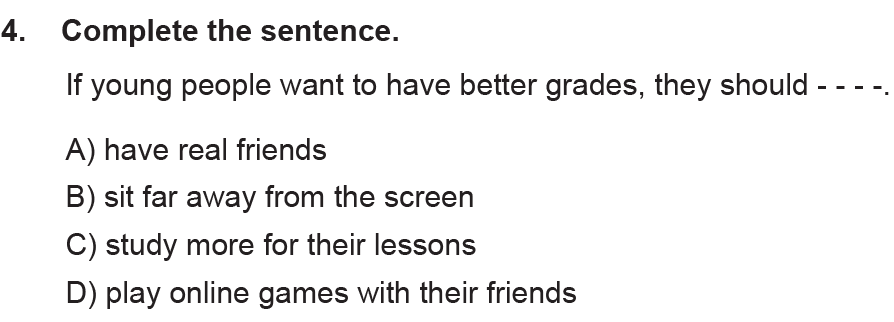 4. Complete the sentence.
If young people want to have better grades, they should - - - -.
A) have real friends
B) sit far away from the screen
C) study more for their lessons
D) play online games with their friends